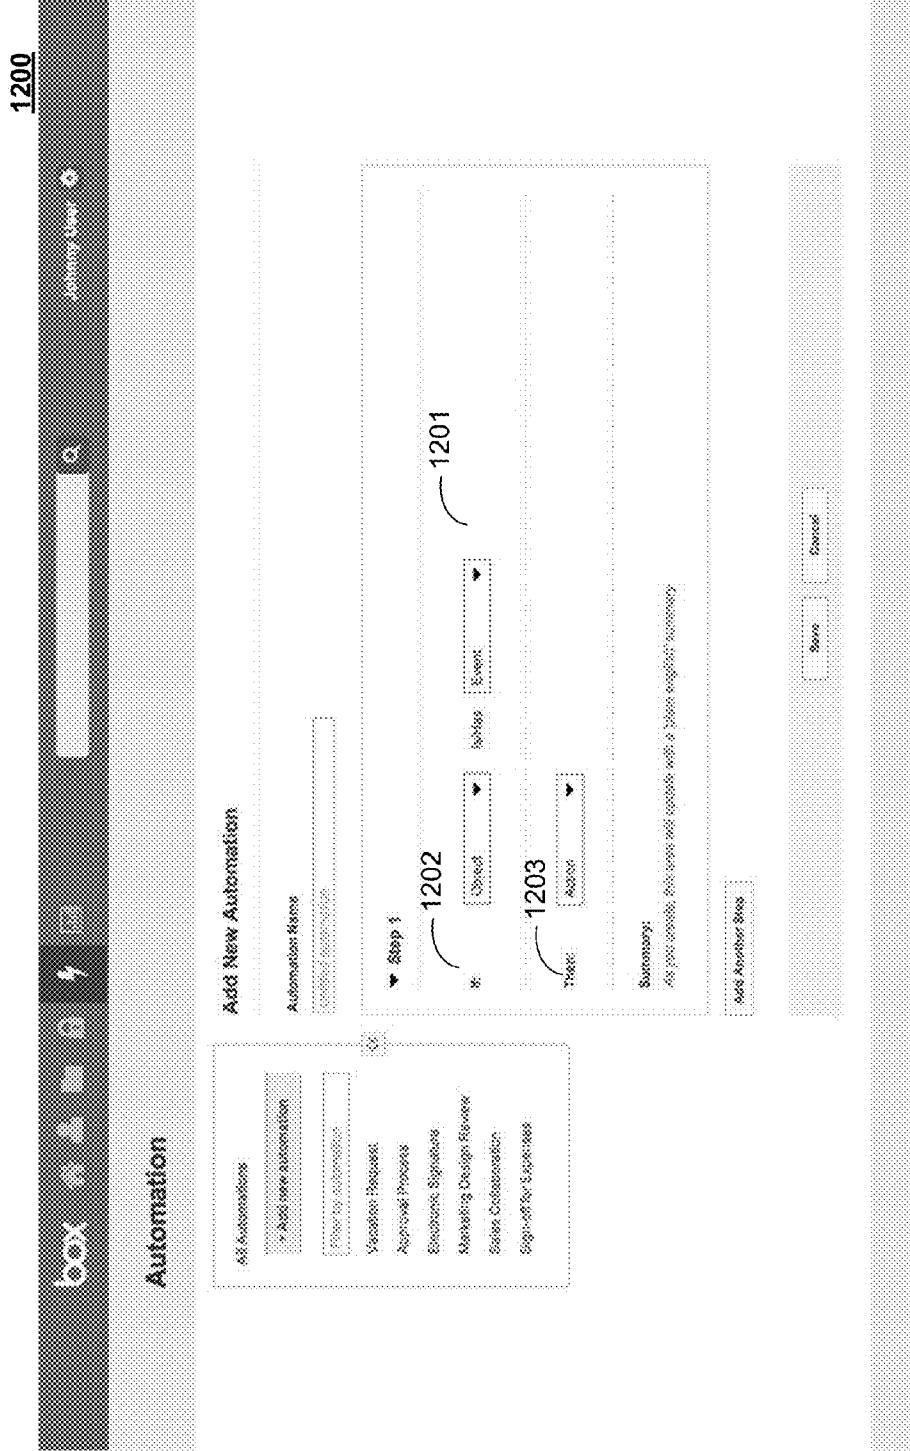 1200
box
Johnny User
Automation
All Automations
+ Add new automation
Filter by automation
Vacation Request
Approval Process
Electronic Signature
Marketing Design Review
Sales Collaboration
Sign-off for Expenses
Add New Automation
Automation Name
Untitled automation
Step 1
1202
1201
If:
Object
is/Has
Event
1203
Then:
Action
Summary:
As you create, this area will update with a 'plain english' summary
Add Another Step
Save
Cancel